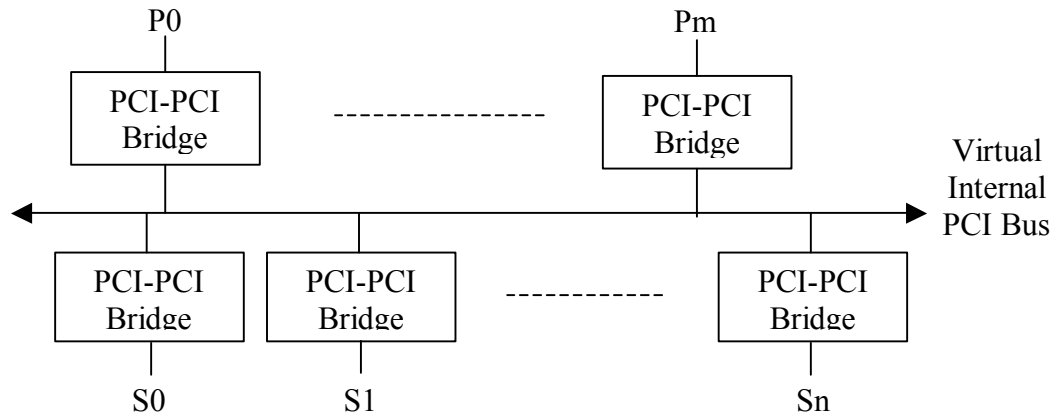 P0
Pm
PCI-PCI
Bridge
PCI-PCI
Bridge
Virtual
Internal
PCI Bus
PCI-PCI
Bridge
PCI-PCI
Bridge
PCI-PCI
Bridge
S0
S1
Sn